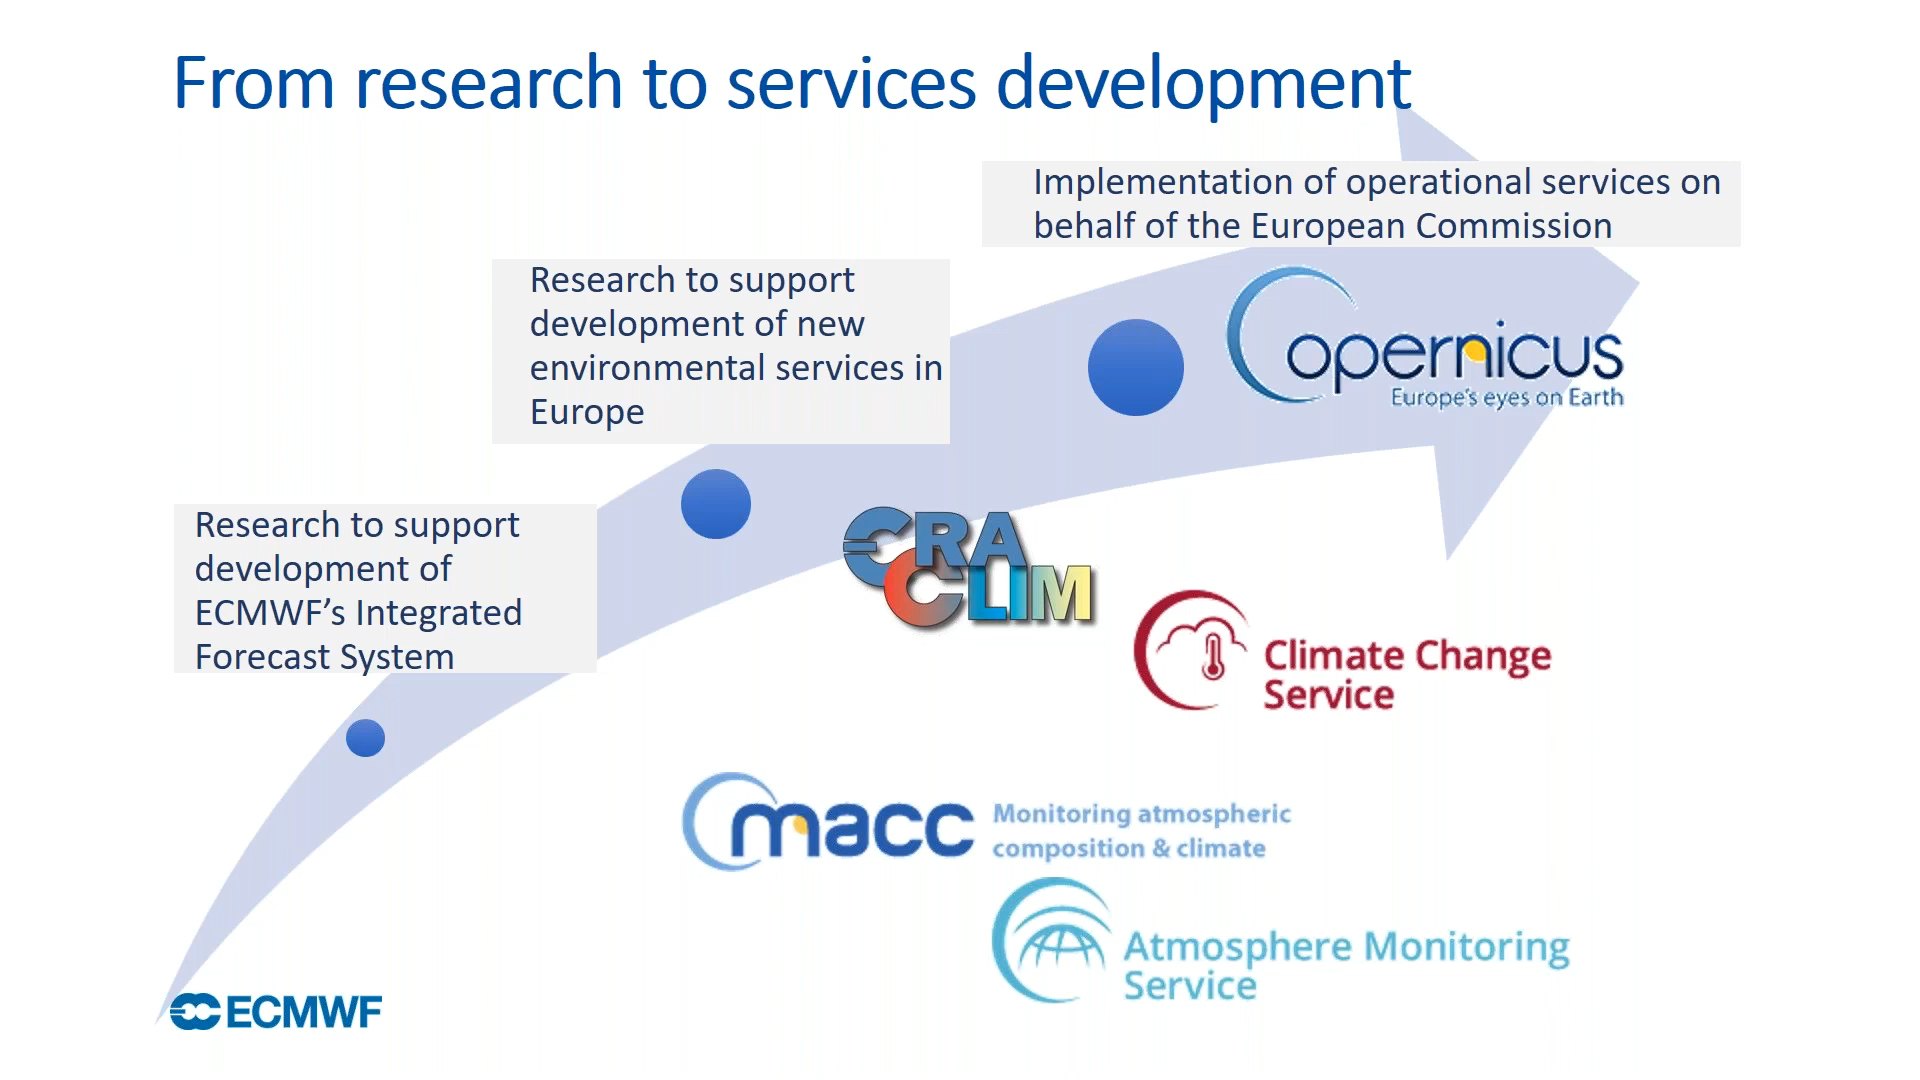 From research to services development
Implementation of operational services on
behalf of the European Commission
Research to support
development of new
environmental services in
Europe
Copernicus
Europe's eyes on Earth
Research to support
development of
ECMWF’s Integrated
Forecast System
ERA
CLIM
Climate Change
Service
macc
Monitoring atmospheric
composition & climate
Atmosphere Monitoring
Service
ECMWF